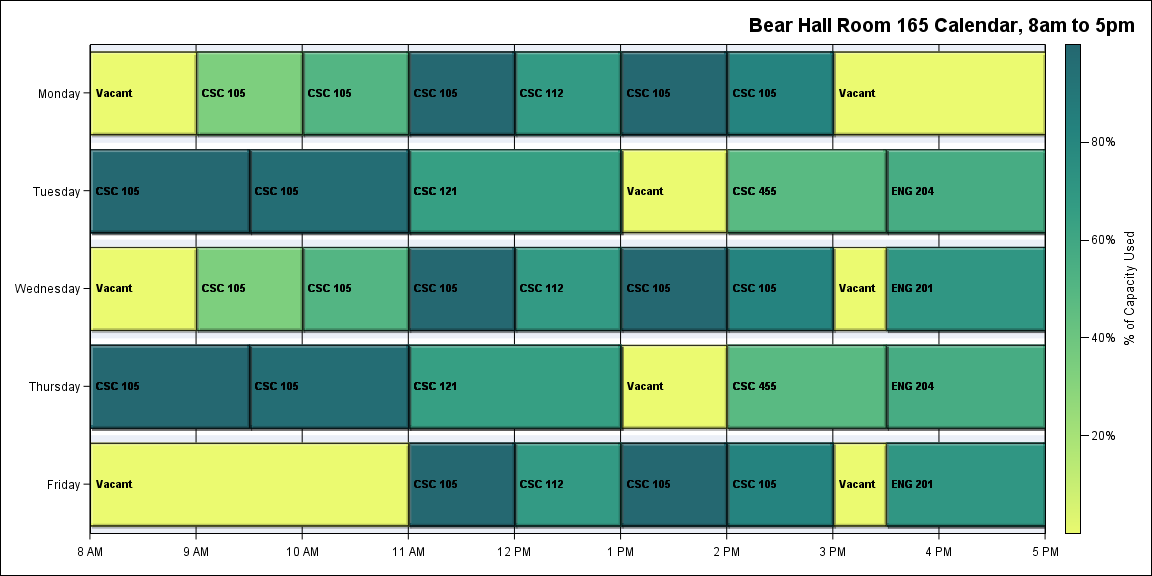 Bear Hall Room 165 Calendar, 8am to 5pm
Monday
Vacant
CSC 105
CSC 105
CSC 105
CSC 112
CSC 105
CSC 105
Vacant
Tuesday
CSC 105
CSC 105
CSC 121
Vacant
CSC 455
ENG 204
Wednesday
Vacant
CSC 105
CSC 105
CSC 105
CSC 112
CSC 105
CSC 105
Vacant
ENG 201
Thursday
CSC 105
CSC 105
CSC 121
Vacant
CSC 455
ENG 204
Friday
Vacant
CSC 105
CSC 112
CSC 105
CSC 105
Vacant
ENG 201
8 AM
9 AM
10 AM
11 AM
12 PM
1 PM
2 PM
3 PM
4 PM
5 PM
80%
60%
40%
20%
% of Capacity Used